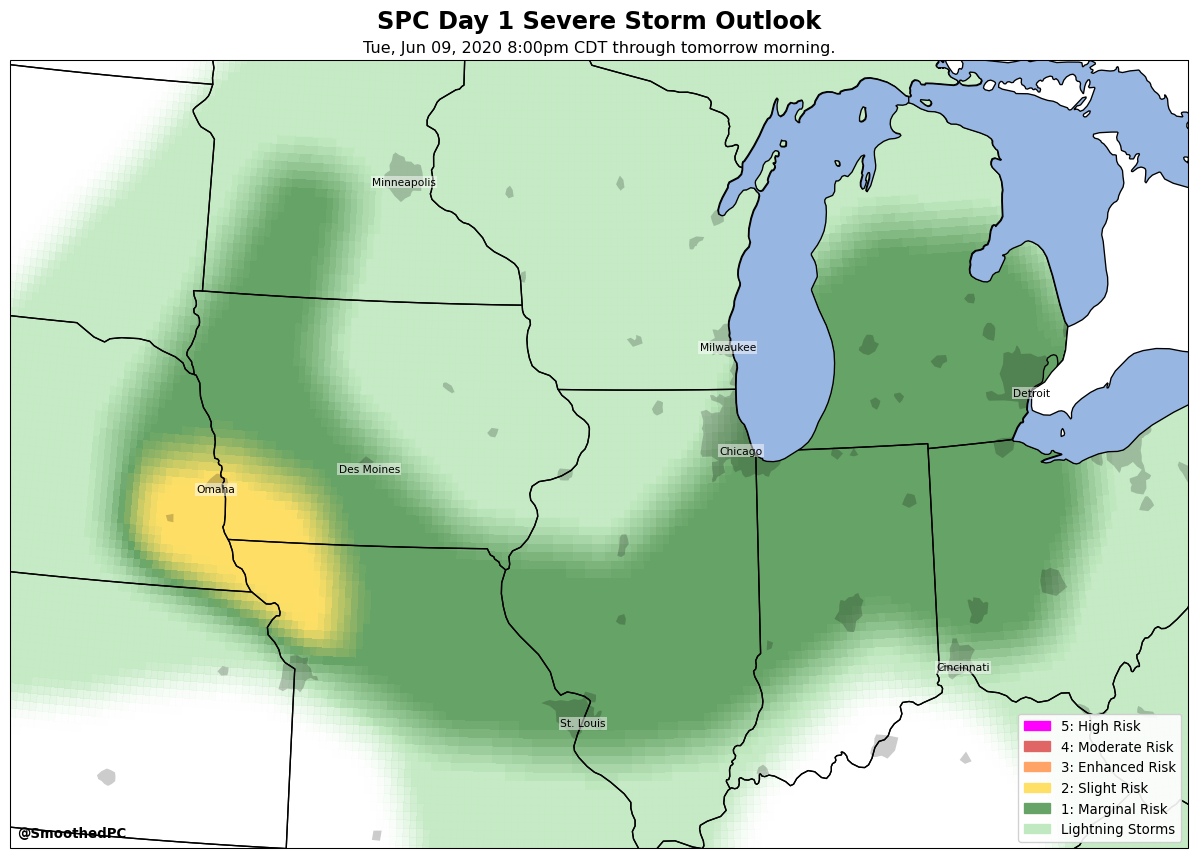 SPC Day 1 Severe Storm Outlook
Tue, Jun 09, 2020 8:00pm CDT through tomorrow morning.
Minneapolis
Milwaukee
Detroit
Chicago
Des Moines
Omaha
Cincinnati
St. Louis
5: High Risk
4: Moderate Risk
3: Enhanced Risk
2: Slight Risk
1: Marginal Risk
Lightning Storms
@SmoothedPC